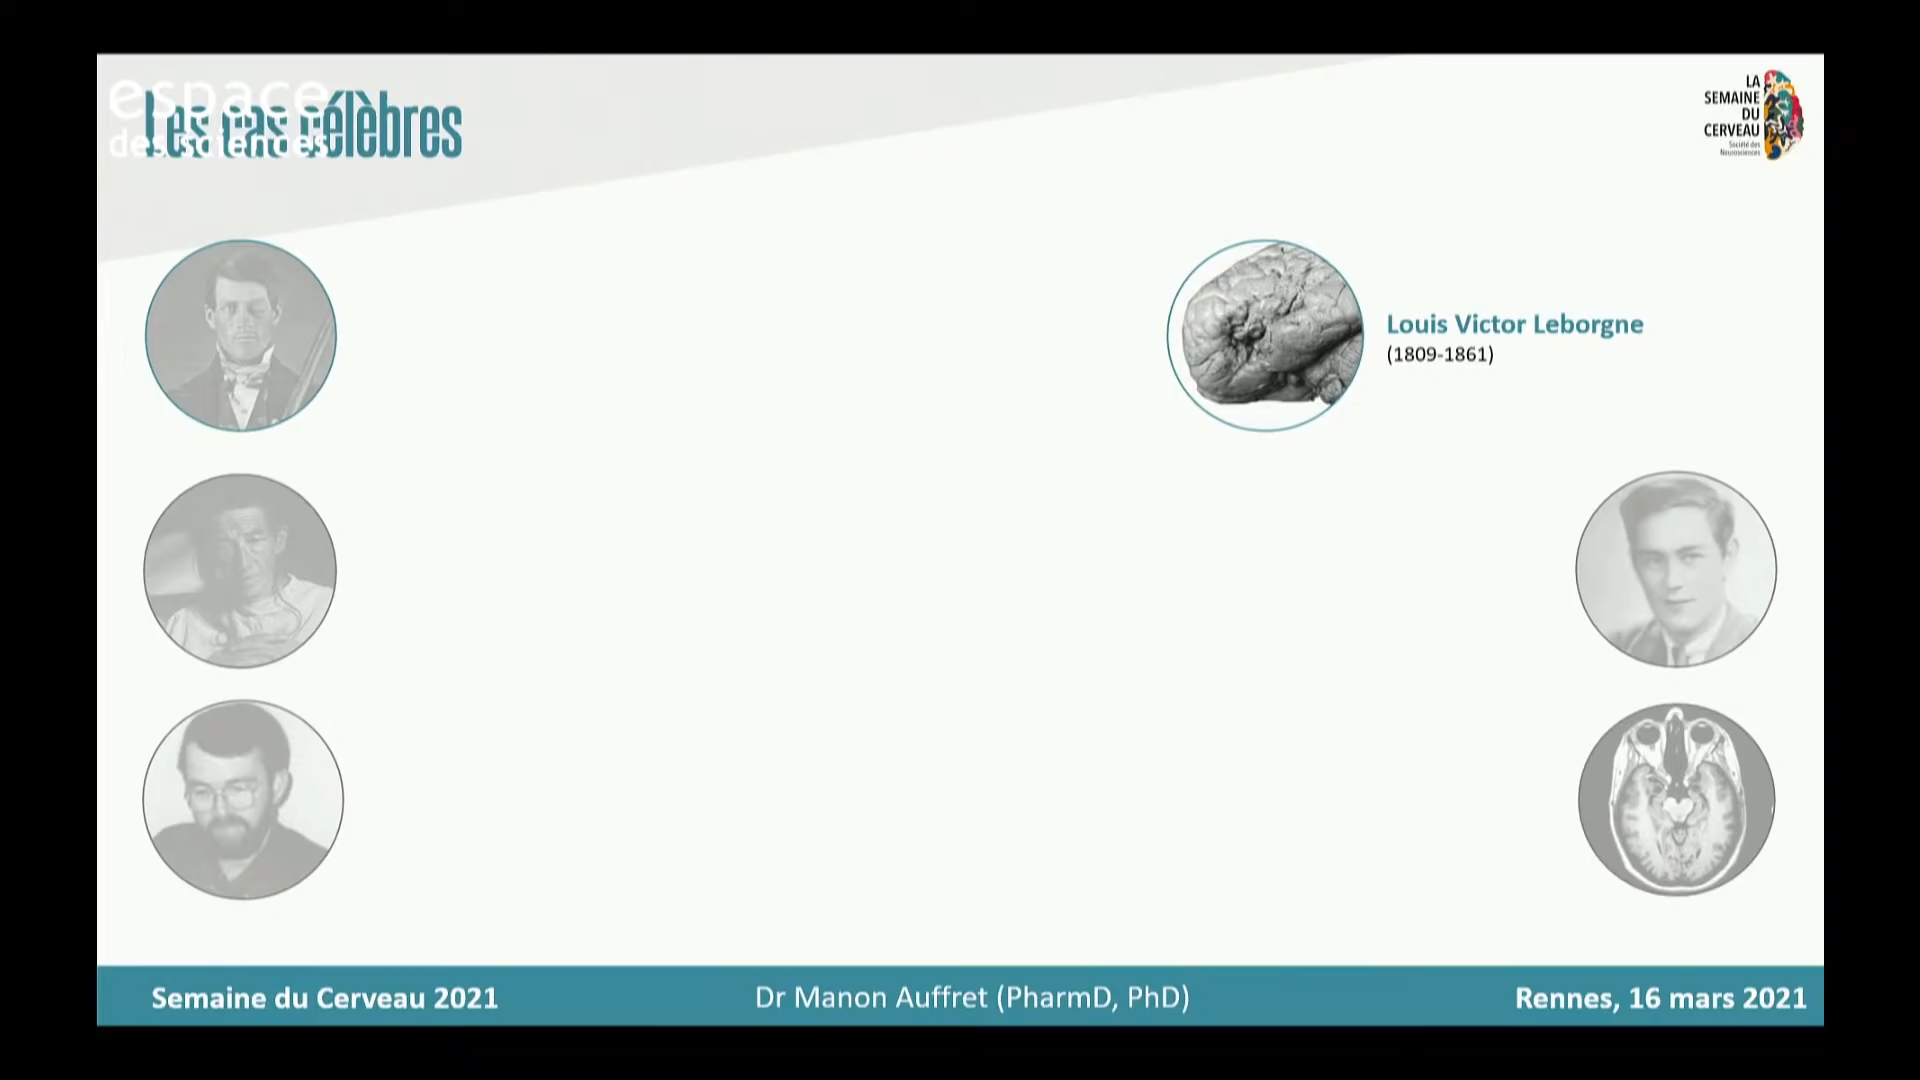 espace
des sciences
Les cas célèbres
LA
SEMAINE
DU
CERVEAU
Société des
Neurosciences
Louis Victor Leborgne
(1809-1861)
Semaine du Cerveau 2021
Dr Manon Auffret (PharmD, PhD)
Rennes, 16 mars 2021